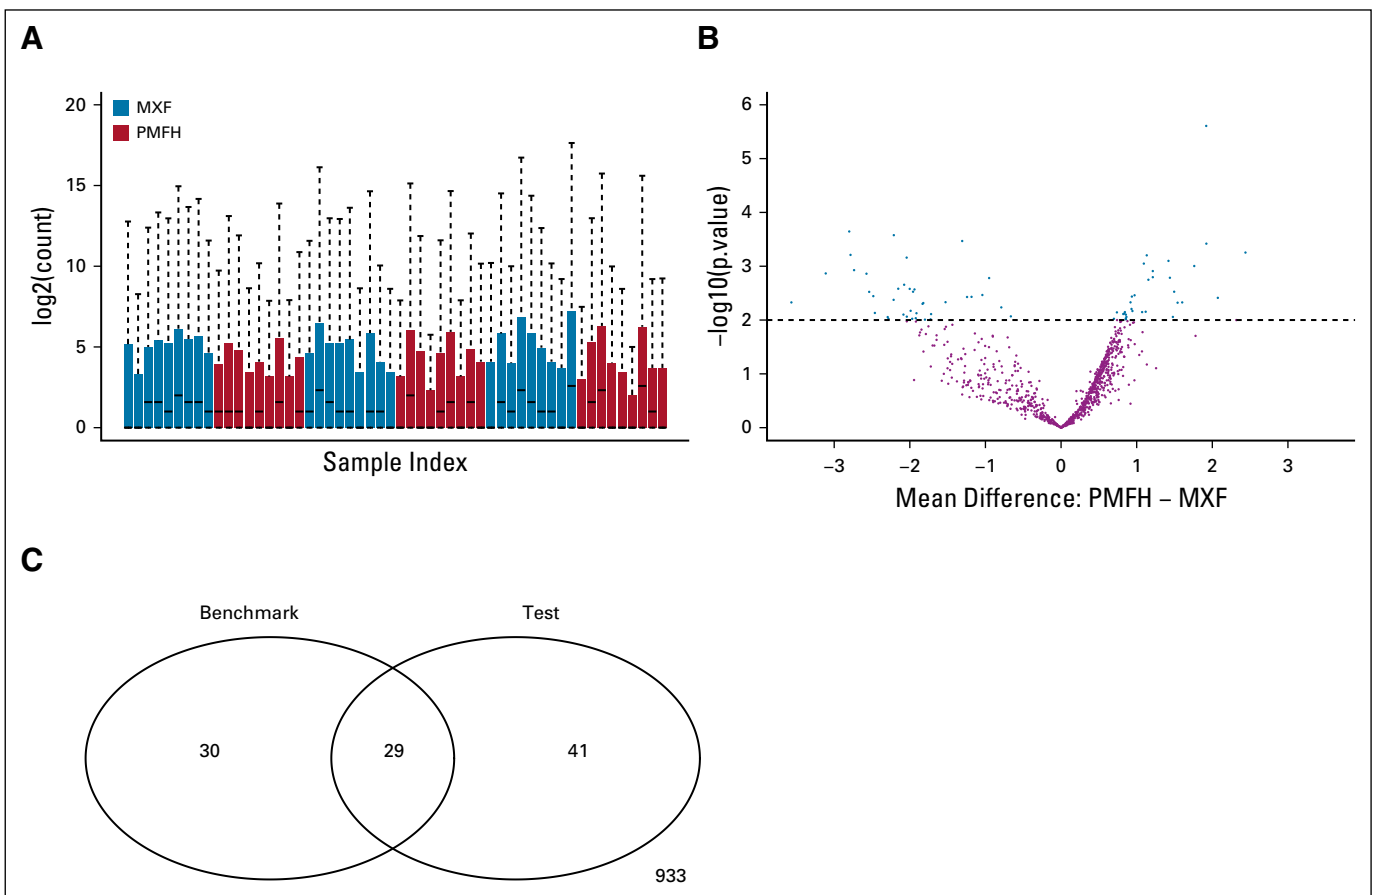 A
20
15
10
5
0
log2(count)
MXF
PMFH
Sample Index
B
6
5
4
3
2
1
0
−log10(p.value)
−3 −2 −1 0 1 2 3
Mean Difference: PMFH − MXF
C
Benchmark Test
30 29 41
933